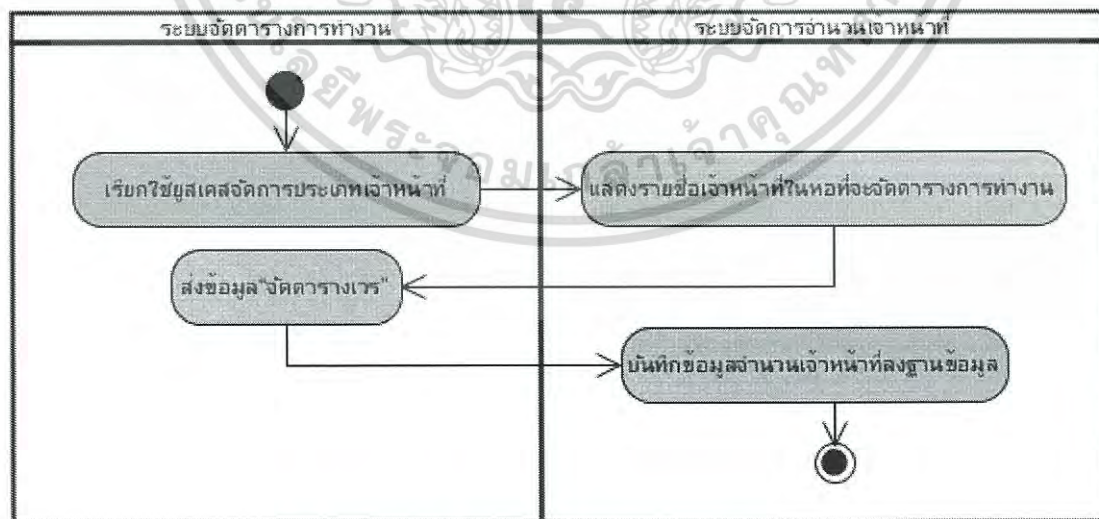 ระบบจัดตารางการทำงาน
ระบบจัดการจำนวนเจ้าหน้าที่
เรียกใช้ยูสเคสจัดการประเภทเจ้าหน้าที่
แสดงรายชื่อเจ้าหน้าที่ในหอที่จะจัดตารางการทำงาน
ส่งข้อมูล"จัดตารางเวร"
บันทึกข้อมูลจำนวนเจ้าหน้าที่ลงฐานข้อมูล